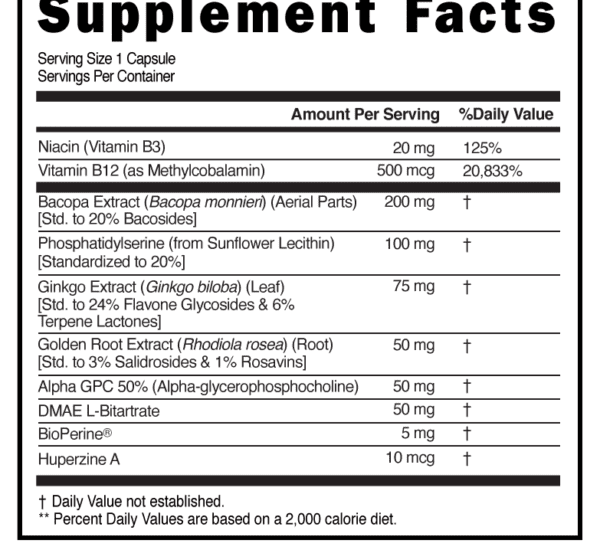 Supplement Facts
Serving Size 1 Capsule
Servings Per Container
Amount Per Serving %Daily Value
Niacin (Vitamin B3) 20 mg 125%
Vitamin B12 (as Methylcobalamin) 500 mcg 20,833%
Bacopa Extract (Bacopa monnieri) (Aerial Parts) 200 mg †
[Std. to 20% Bacosides]
Phosphatidylserine (from Sunflower Lecithin) 100 mg †
[Standardized to 20%]
Ginkgo Extract (Ginkgo biloba) (Leaf) 75 mg †
[Std. to 24% Flavone Glycosides & 6%
Terpene Lactones]
Golden Root Extract (Rhodiola rosea) (Root) 50 mg †
[Std. to 3% Salidrosides & 1% Rosavins]
Alpha GPC 50% (Alpha-glycerophosphocholine) 50 mg †
DMAE L-Bitartrate 50 mg †
BioPerine® 5 mg †
Huperzine A 10 mcg †
† Daily Value not established.
** Percent Daily Values are based on a 2,000 calorie diet.